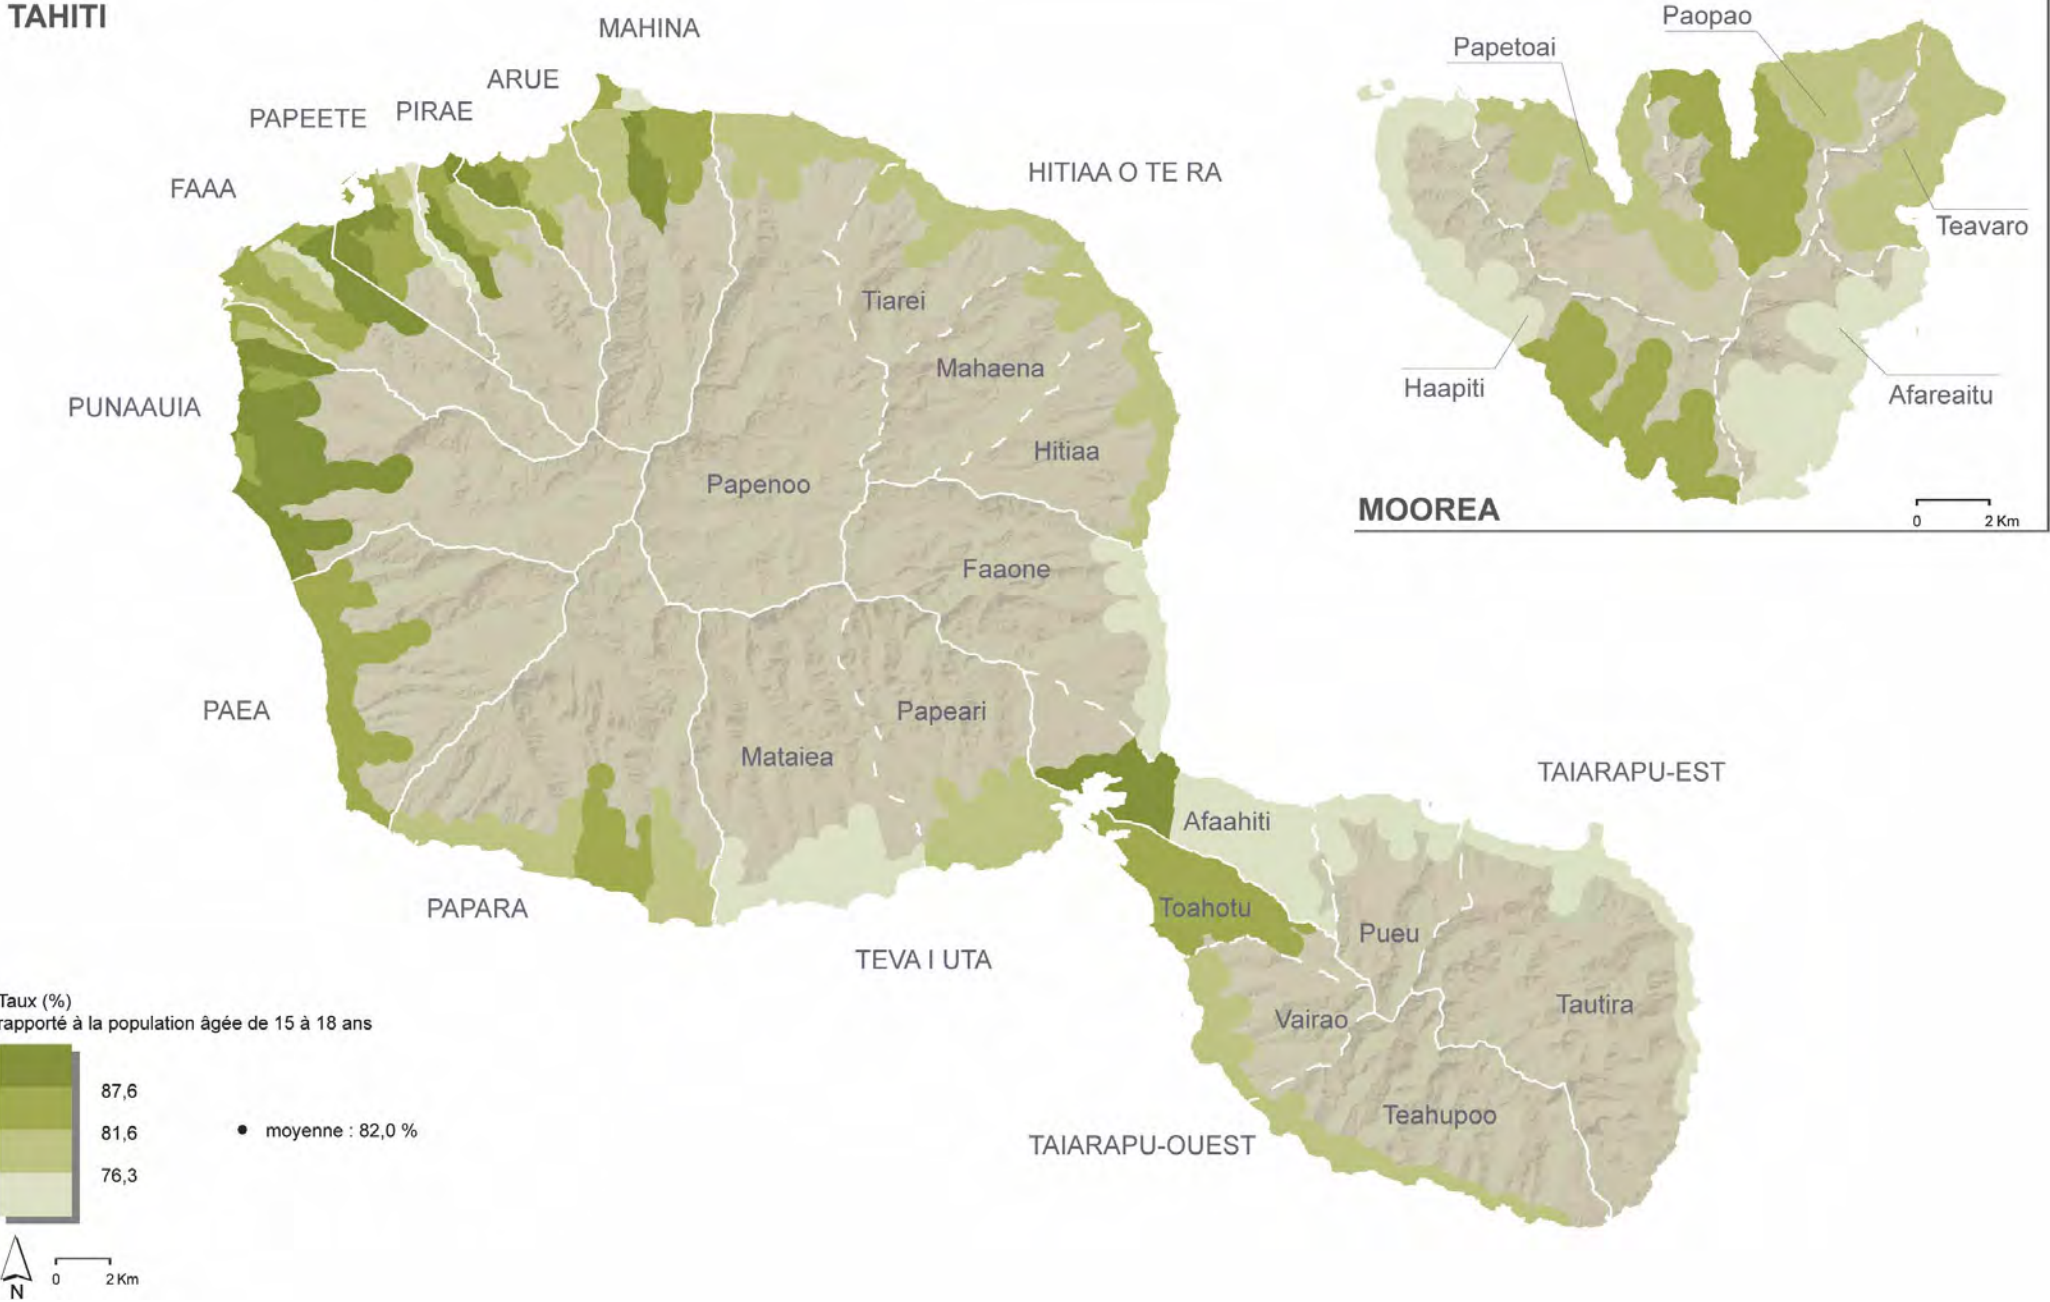 TAHITI
MAHINA
ARUE
PIRAE
PAPEETE
FAAA
HITIAA O TE RA
Tiarei
Mahaena
PUNAAUIA
Hitiaa
Papenoo
Faaone
PAEA
Papeari
Mataiea
TAIARAPU-EST
Afaahiti
PAPARA
Toahotu
Pueu
TEVA I UTA
Tautira
Vairao
Teahupoo
TAIARAPU-OUEST
Paopao
Papetoai
Teavaro
Haapiti
Afareaitu
MOOREA
0 2 Km
Taux (%)
rapporté à la population âgée de 15 à 18 ans
87,6
81,6
moyenne : 82,0 %
76,3
0 2 Km
N